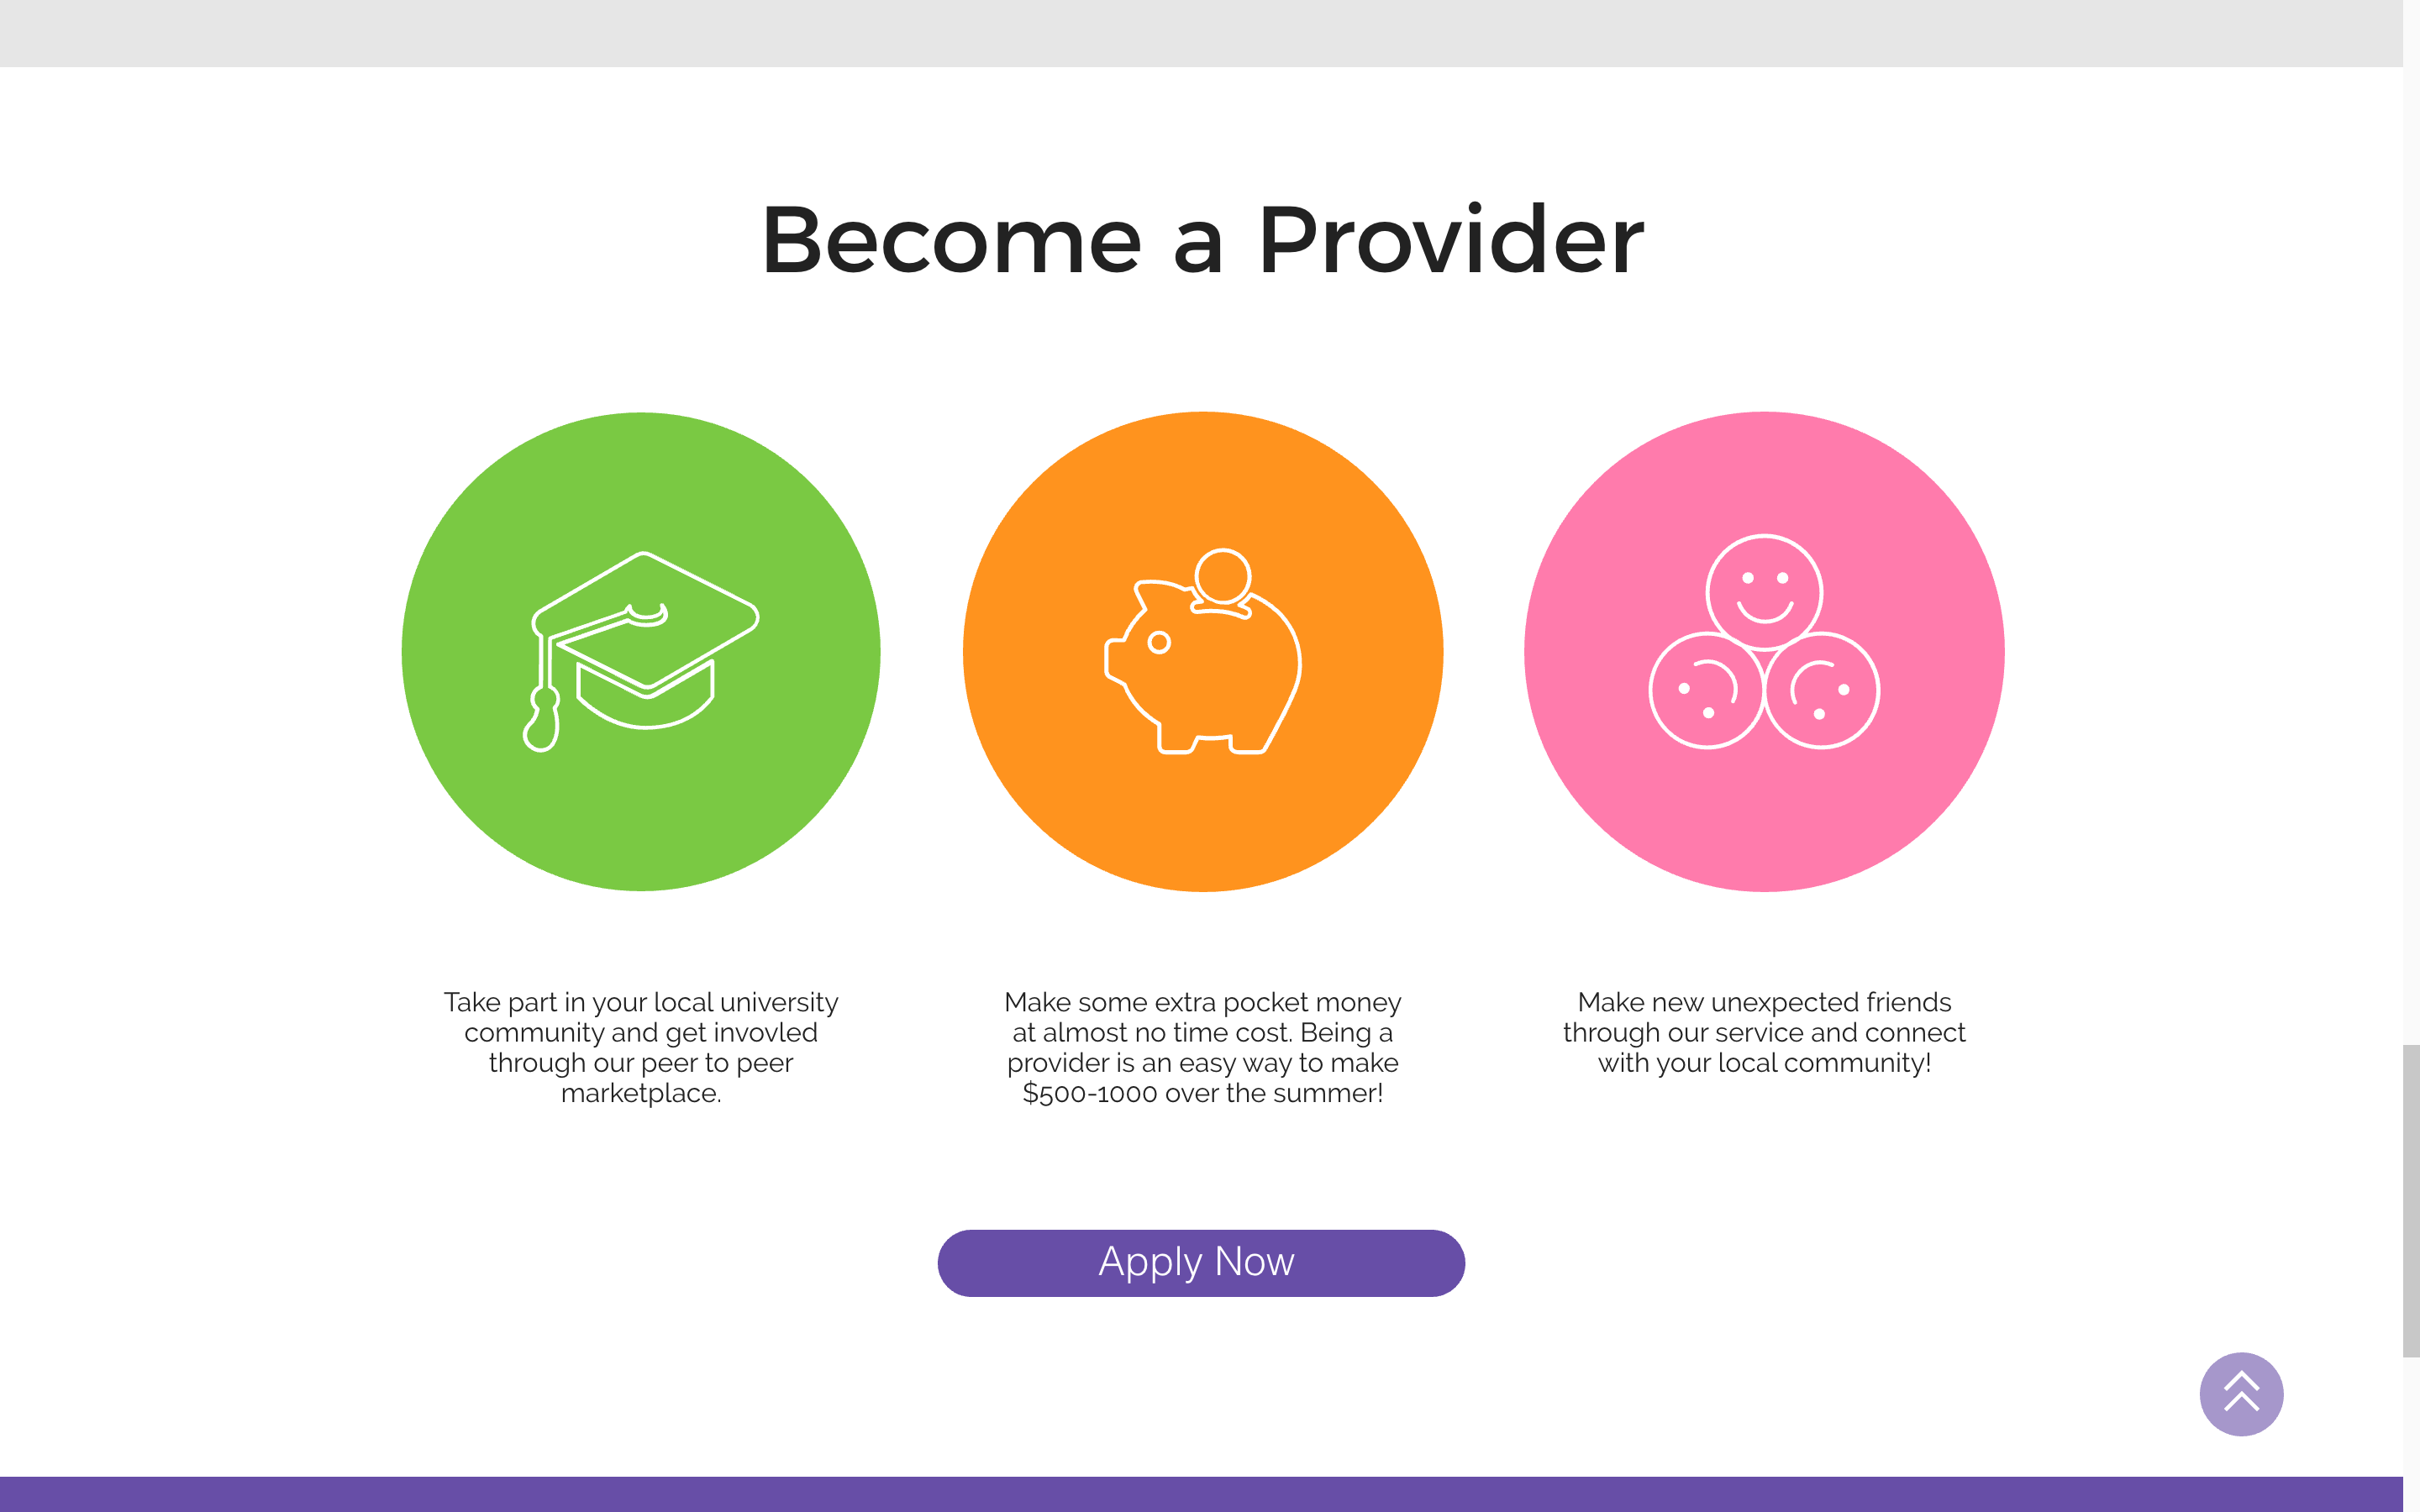 Become a Provider
Take part in your local university
community and get invovled
through our peer to peer
marketplace.
Make some extra pocket money
at almost no time cost. Being a
provider is an easy way to make
$500-1000 over the summer!
Make new unexpected friends
through our service and connect
with your local community!
Apply Now